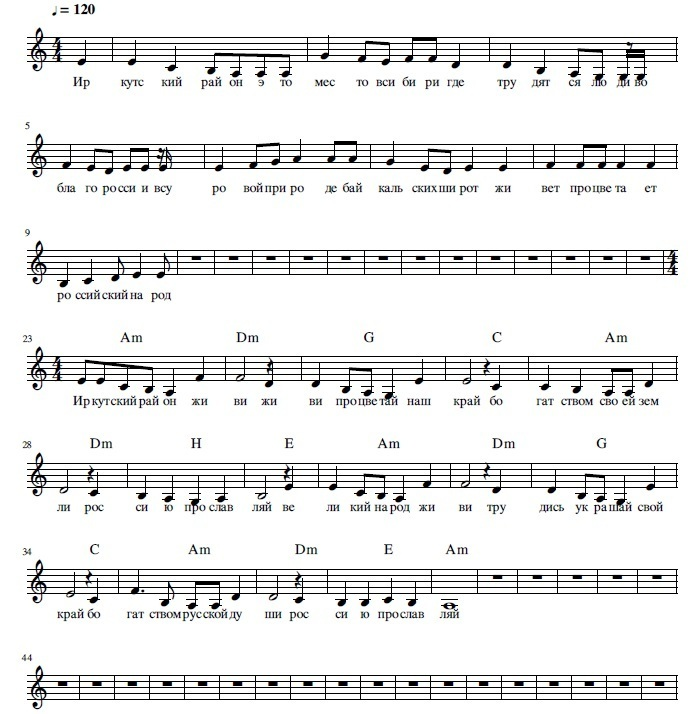 ♩ = 120
Ир кутс кий рай он э то мес то вси би ри где тру дят ся лю ди во
5
бла го росси и всу ро вой при ро де бай каль ских ши рот жи вет про цве та ет
9
ро ссий ский на род
23 Am Dm G C Am
Ир кут ский рай он жи ви жи ви про цве тай наш край бо гат ством сво ей зем
28 Dm H E Am Dm G
ли рос си ю про слав ляй ве ли кий на род жи ви тру дись ук ра шай свой
34 C Am Dm E Am
край бо гат ством рус ской ду ши рос си ю про слав ляй
44